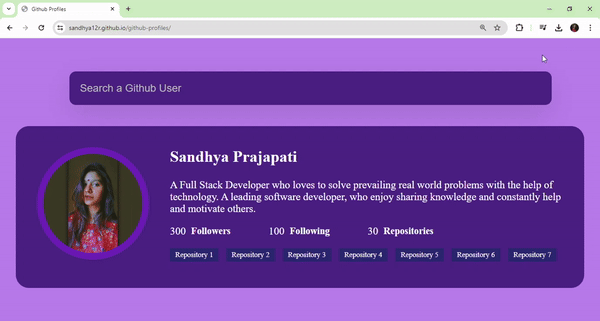 Github Profiles
sandhya12r.github.io/github-profiles/
Search a Github User
Sandhya Prajapati
A Full Stack Developer who loves to solve prevailing real world problems with the help of
technology. A leading software developer, who enjoy sharing knowledge and constantly help
and motivate others.
300 Followers 100 Following 30 Repositories
Repository 1 Repository 2 Repository 3 Repository 4 Repository 5 Repository 6 Repository 7